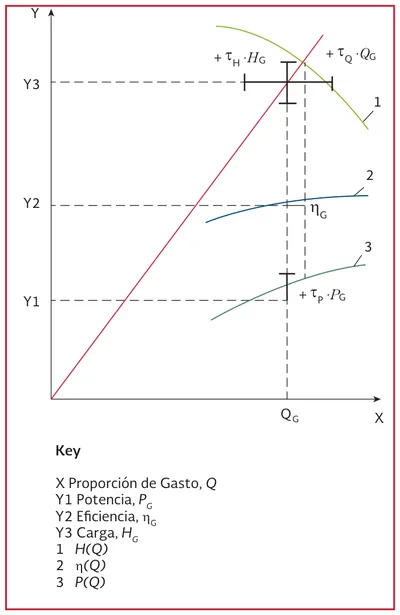 Y
+ τH ·HG
+ τQ ·QG
Y3
1
2
Y2
ηG
3
Y1
+ τP ·PG
QG
X
Key
X Proporción de Gasto, Q
Y1 Potencia, PG
Y2 Eficiencia, ηG
Y3 Carga, HG
1 H(Q)
2 η(Q)
3 P(Q)